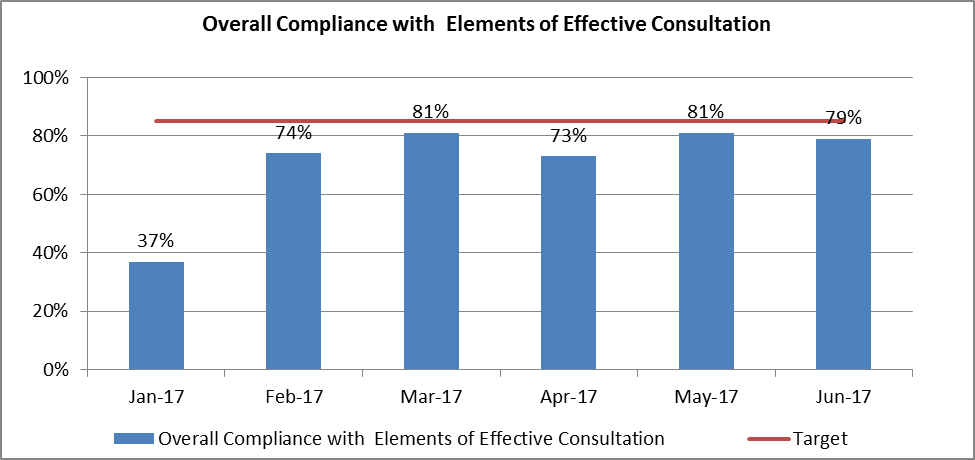 Overall Compliance with  Elements of Effective Consultation
100%
80%
60%
40%
20%
0%
37%
74%
81%
73%
81%
79%
Jan-17
Feb-17
Mar-17
Apr-17
May-17
Jun-17
Overall Compliance with  Elements of Effective Consultation
Target